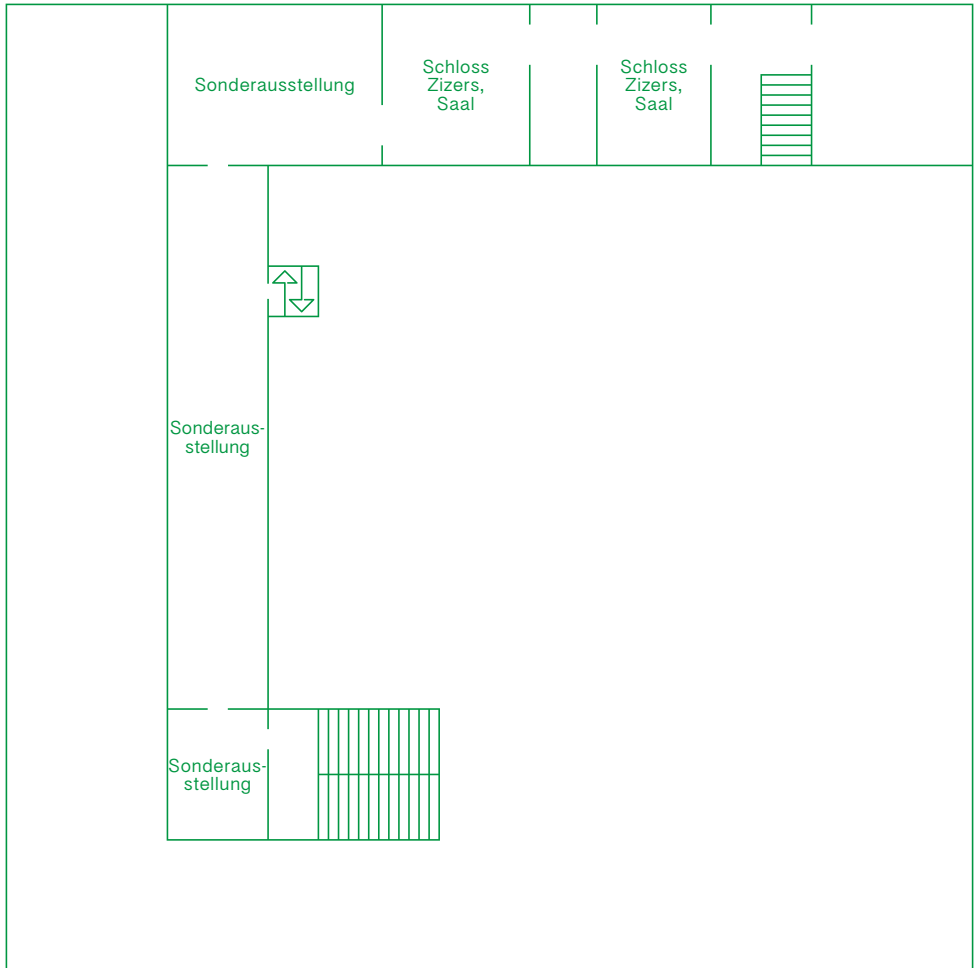 Sonderausstellung
Schloss
Zizers,
Saal
Schloss
Zizers,
Saal
Sonderaus-
stellung
Sonderaus-
stellung